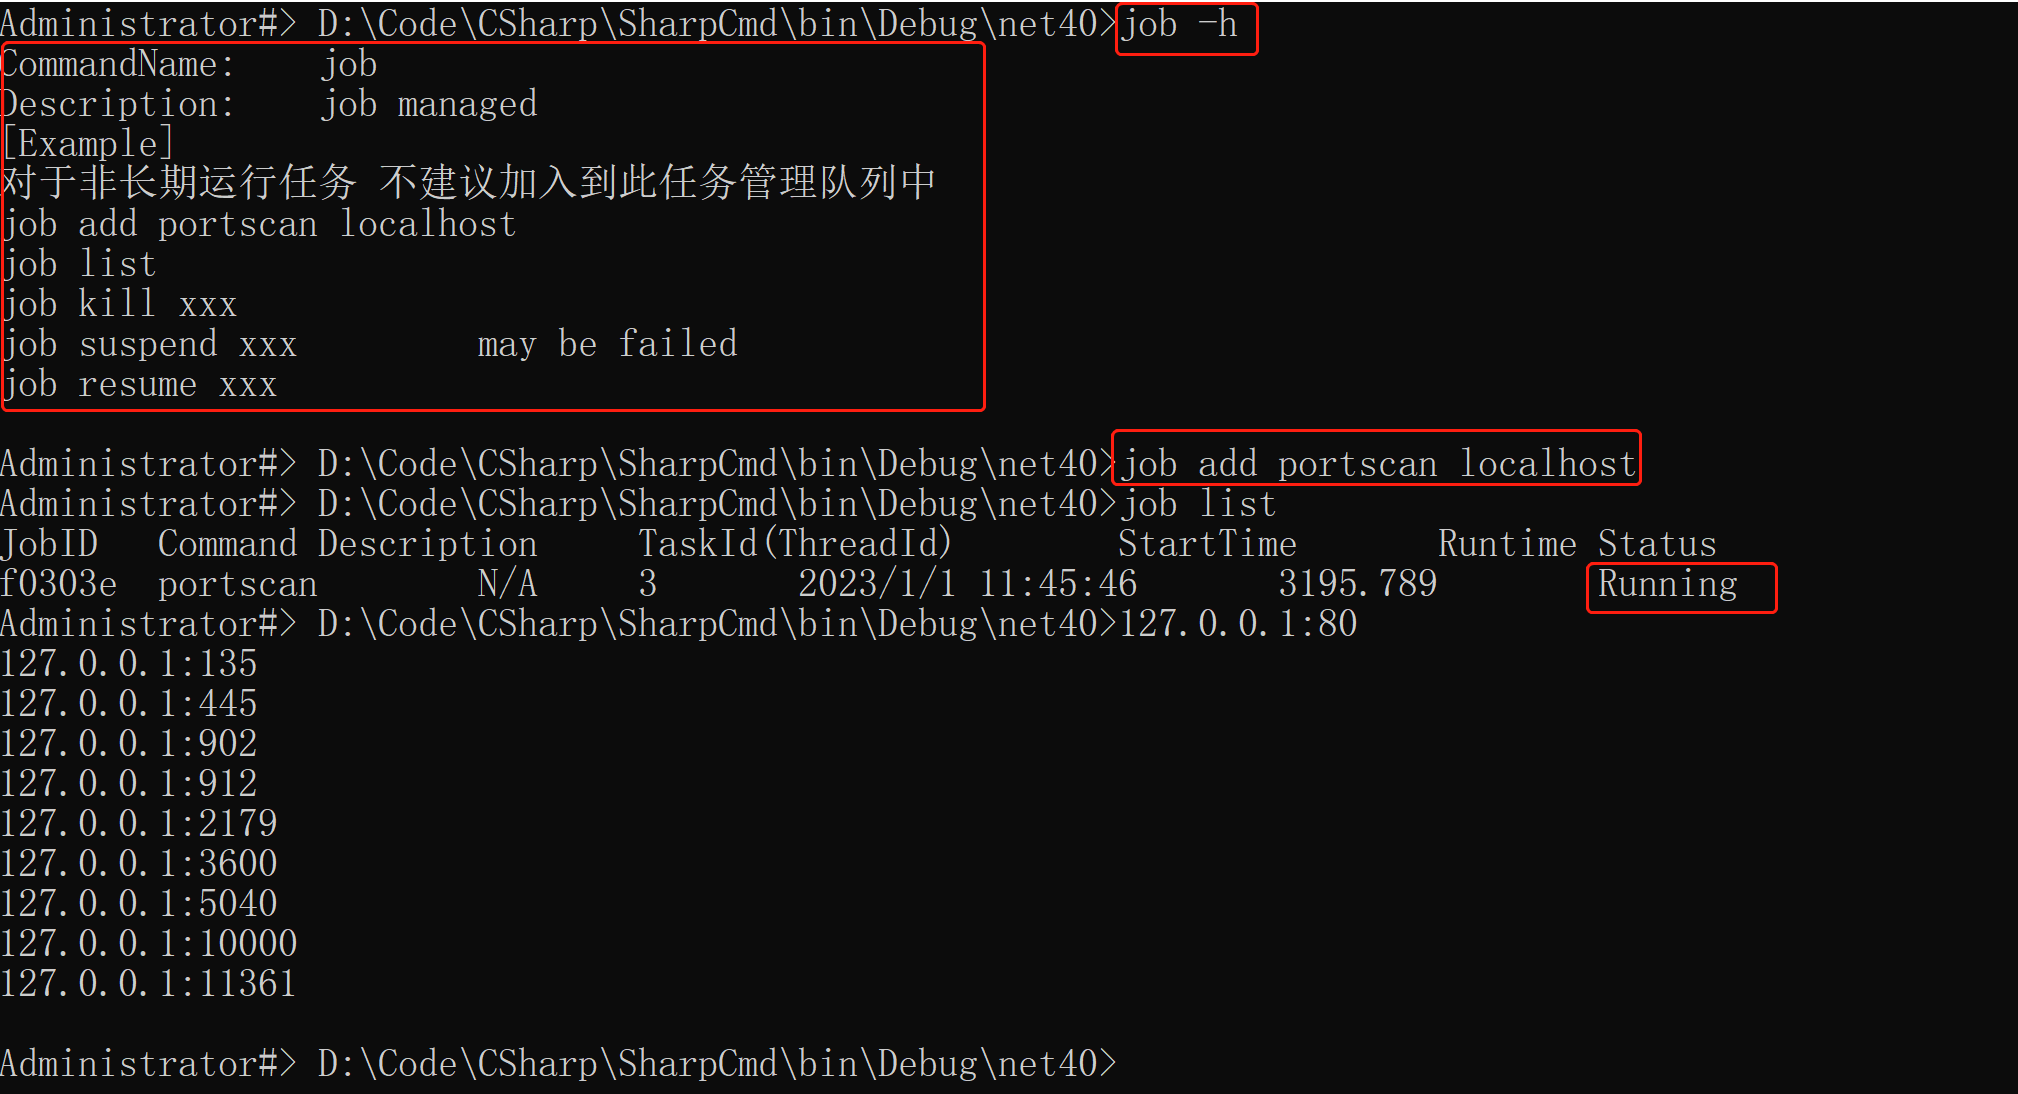 Administrator#> D:\Code\CSharp\SharpCmd\bin\Debug\net40>job -h
CommandName:    job
Description:    job managed
[Example]
对于非长期运行任务 不建议加入到此任务管理队列中
job add portscan localhost
job list
job kill xxx
job suspend xxx         may be failed
job resume xxx
Administrator#> D:\Code\CSharp\SharpCmd\bin\Debug\net40>job add portscan localhost
Administrator#> D:\Code\CSharp\SharpCmd\bin\Debug\net40>job list
JobID   Command Description     TaskId(ThreadId)        StartTime       Runtime Status
f0303e  portscan        N/A     3       2023/1/1 11:45:46       3195.789        Running
Administrator#> D:\Code\CSharp\SharpCmd\bin\Debug\net40>127.0.0.1:80
127.0.0.1:135
127.0.0.1:445
127.0.0.1:902
127.0.0.1:912
127.0.0.1:2179
127.0.0.1:3600
127.0.0.1:5040
127.0.0.1:10000
127.0.0.1:11361
Administrator#> D:\Code\CSharp\SharpCmd\bin\Debug\net40>